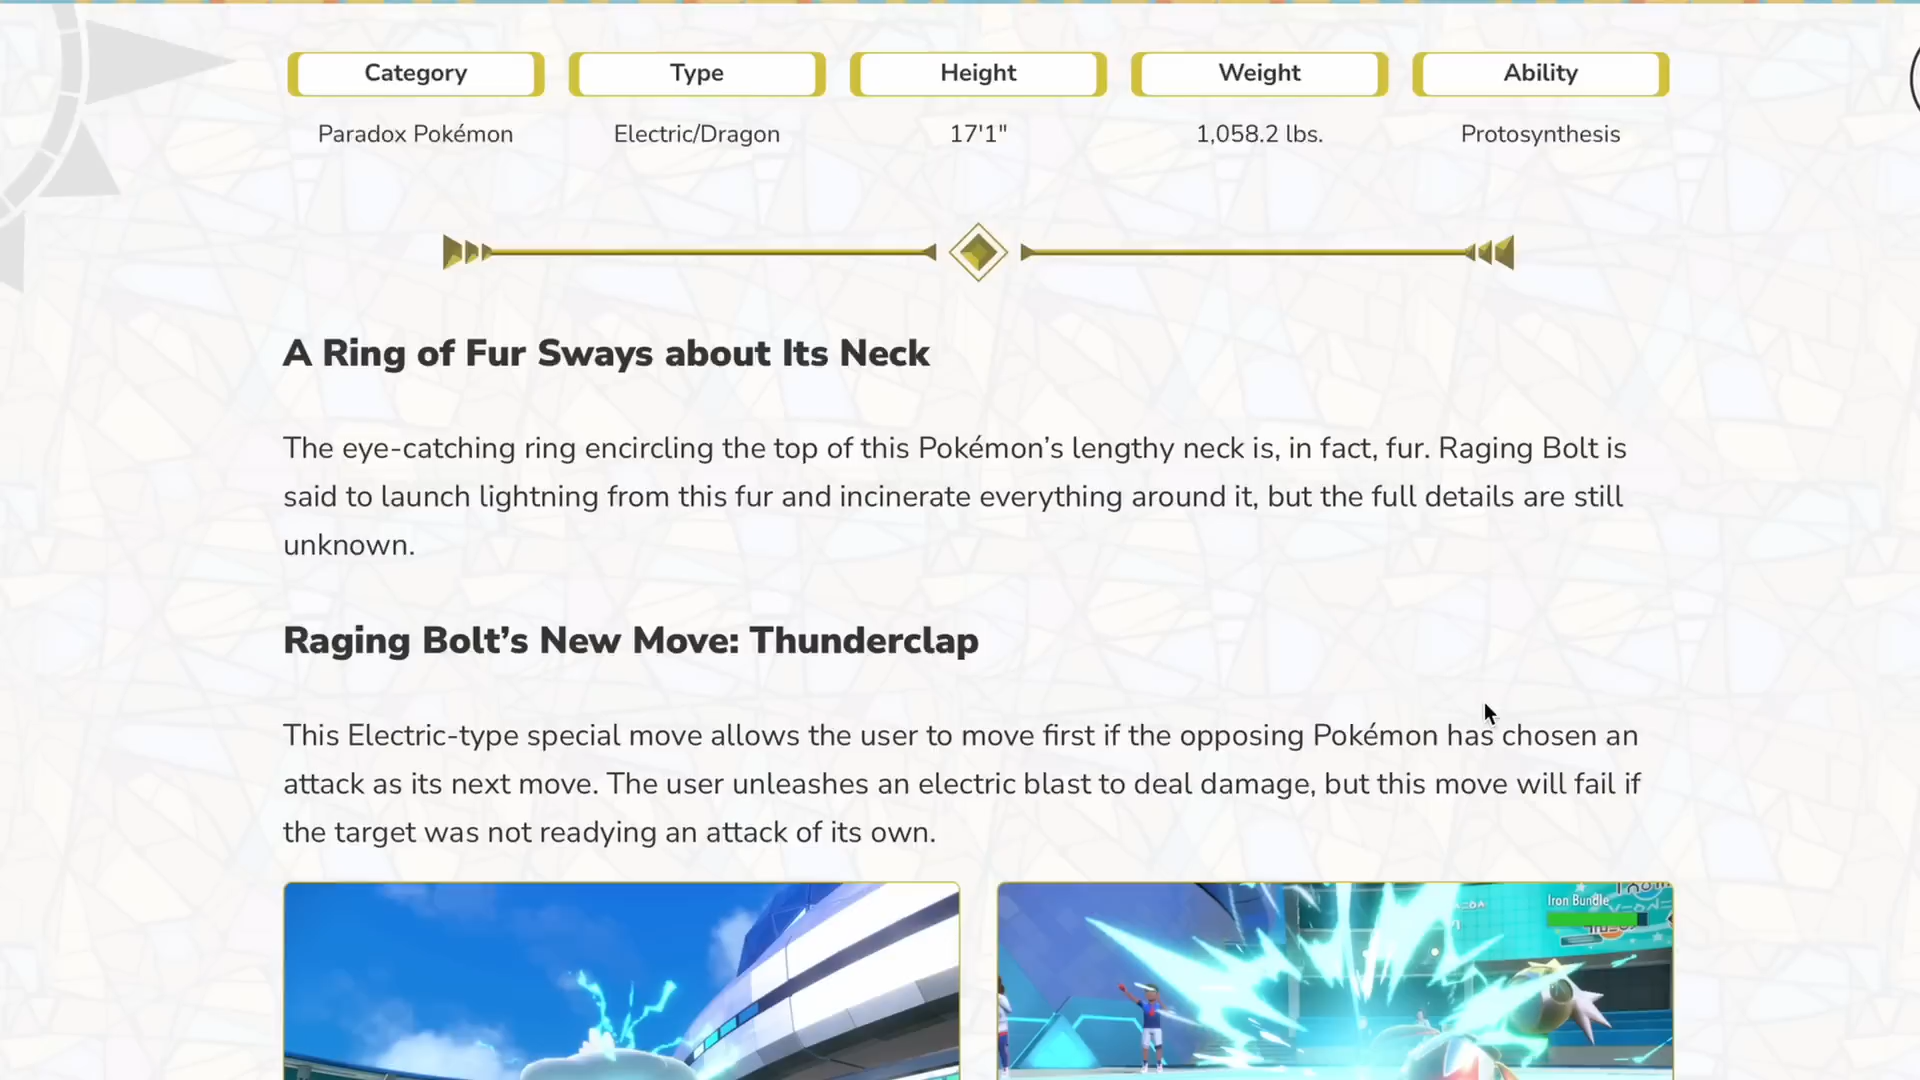 Category Type Height Weight Ability
Paradox Pokémon Electric/Dragon 17'1" 1,058.2 lbs. Protosynthesis
A Ring of Fur Sways about Its Neck
The eye-catching ring encircling the top of this Pokémon’s lengthy neck is, in fact, fur. Raging Bolt is
said to launch lightning from this fur and incinerate everything around it, but the full details are still
unknown.
Raging Bolt’s New Move: Thunderclap
This Electric-type special move allows the user to move first if the opposing Pokémon has chosen an
attack as its next move. The user unleashes an electric blast to deal damage, but this move will fail if
the target was not readying an attack of its own.
Iron Bundle